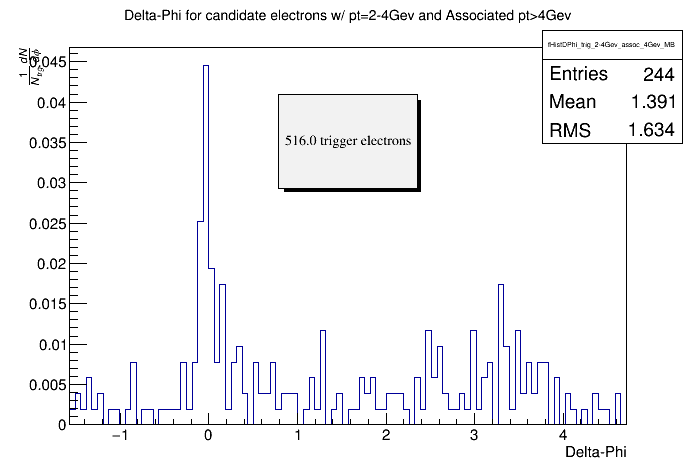 Delta-Phi for candidate electrons w/ pt=2-4Gev and Associated pt>4Gev
fHistDPhi_trig_2-4Gev_assoc_4Gev_MB
Entries 244
Mean 1.391
RMS 1.634
516.0 trigger electrons
0.045
0.04
0.035
0.03
0.025
0.02
0.015
0.01
0.005
0
−1 0 1 2 3 4
Delta-Phi